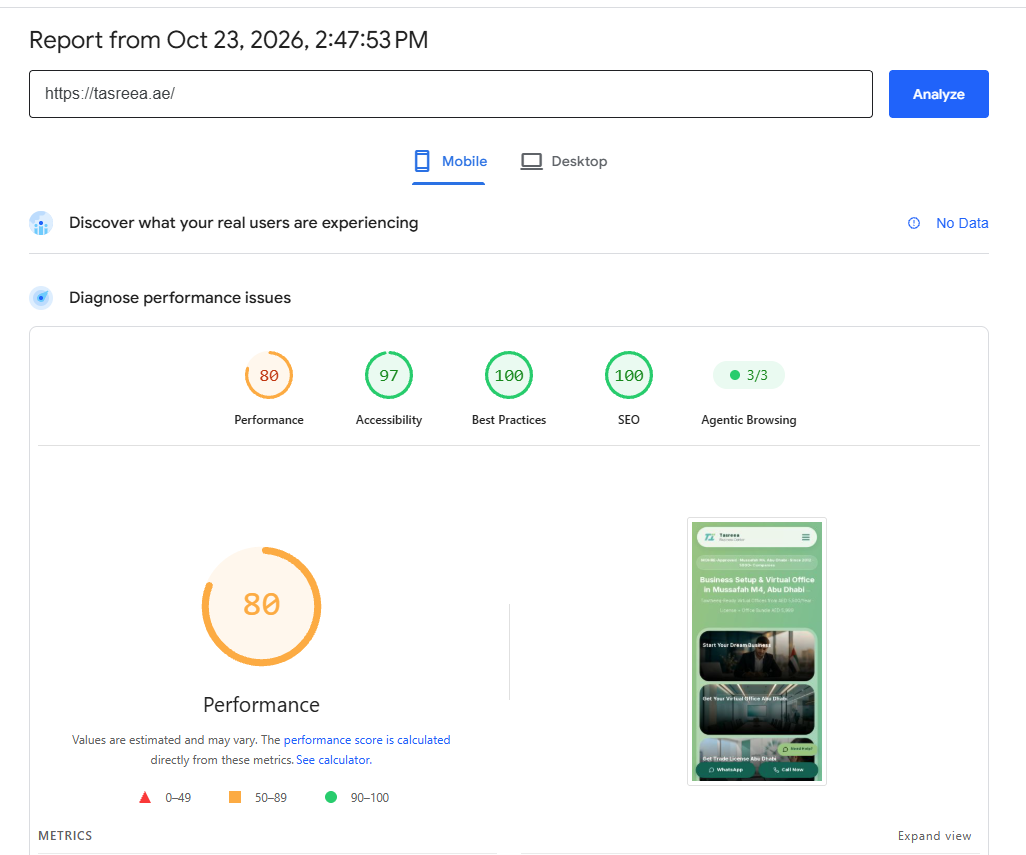 Report from Oct 23, 2026, 2:47:53 PM
https://tasreea.ae/
Analyze
Mobile
Desktop
Discover what your real users are experiencing
No Data
Diagnose performance issues
80
97
100
100
3/3
Performance
Accessibility
Best Practices
SEO
Agentic Browsing
80
Performance
Values are estimated and may vary. The performance score is calculated
directly from these metrics. See calculator.
0–49
50–89
90–100
Tasreea
Business Setup & Virtual Office
in Mussafah M4, Abu Dhabi
Start Your Dream Business
Get Your Virtual Office Abu Dhabi
Get Trade License Abu Dhabi
Need Help?
WhatsApp
Call Now
METRICS
Expand view